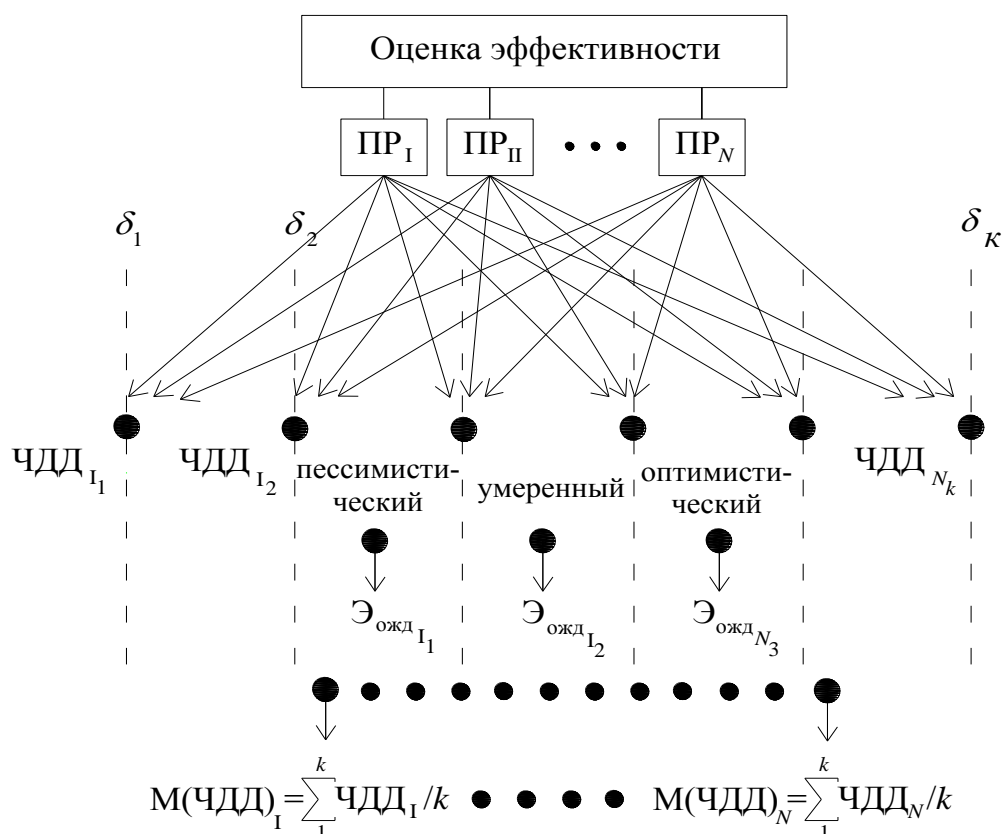 Оценка эффективности
ПР_I ПР_II • • • ПР_N
δ_1 δ_2 δ_K
ЧДД_I_1 ЧДД_I_2 ЧДД_N_k
пессимисти-
ческий
умеренный
оптимисти-
ческий
Э_ожд_I_1 Э_ожд_I_2 Э_ожд_N_3
М(ЧДД)_I = ∑_1^k ЧДД_I /k • • • • М(ЧДД)_N = ∑_1^k ЧДД_N /k